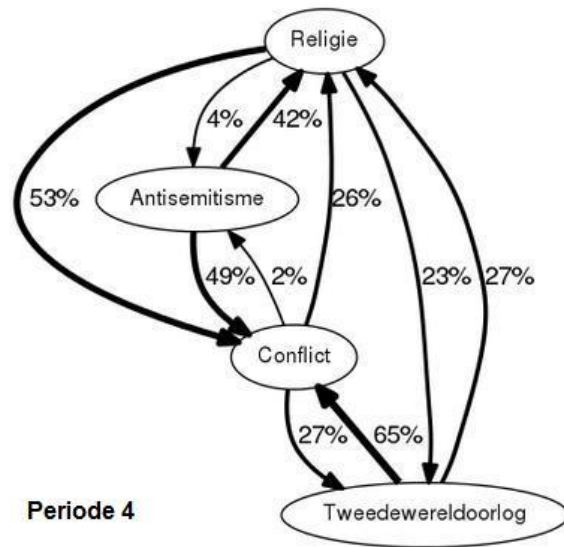 Religie
4% 42%
Antisemitisme
53% 26%
49% 2% 23% 27%
Conflict
27% 65%
Tweedewereldoorlog
Periode 4